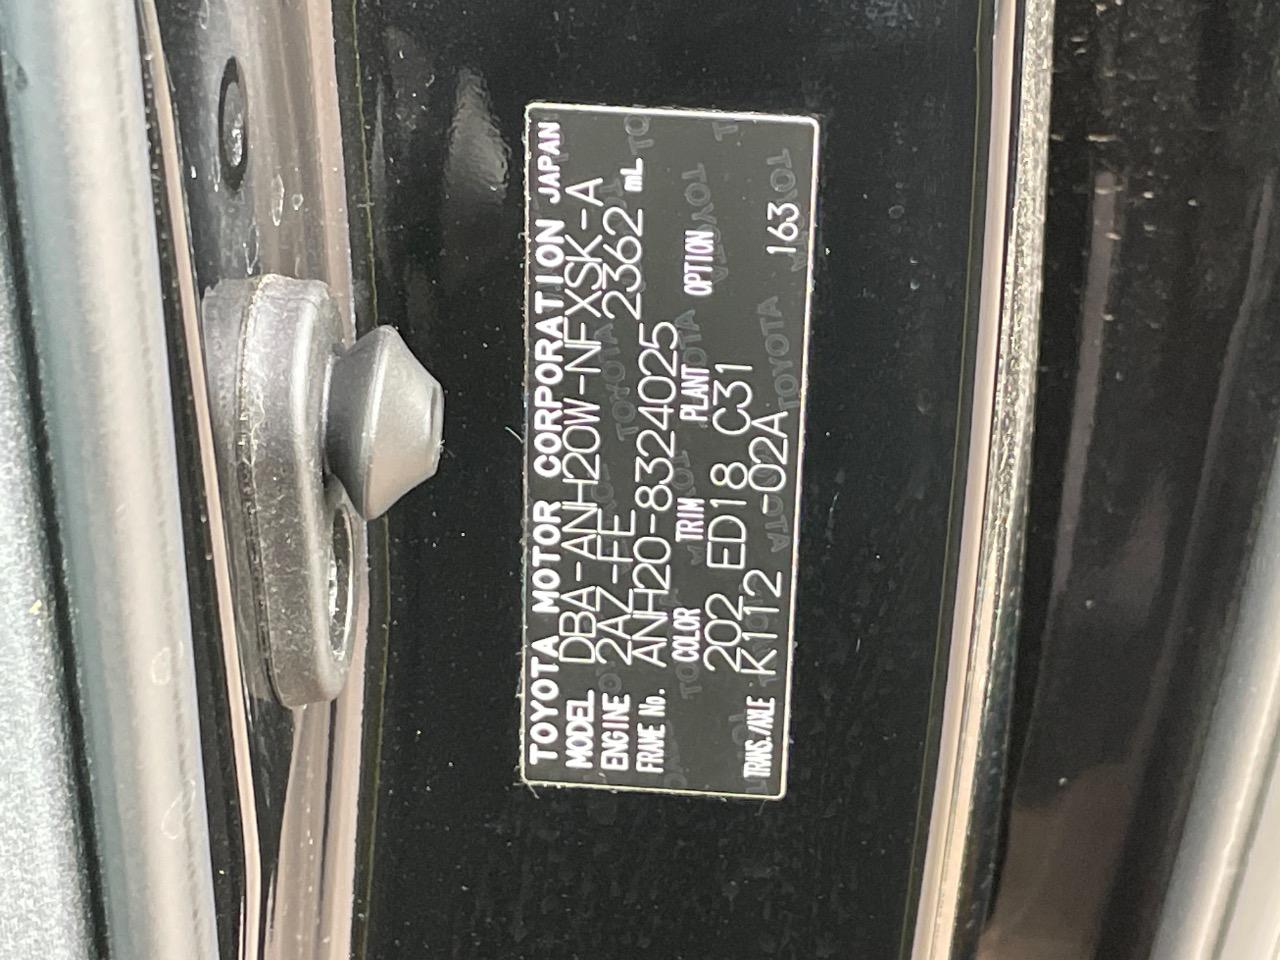 TOYOTA MOTOR CORPORATION JAPAN
MODEL DBA-ANH20W-NFXSK-A
ENGINE 2AZ-FE 2362 mL
FRAME No. ANH20-8324025
COLOR TRIM PLANT OPTION
202 ED18 C31
TRANS./AXLE K112 -02A 163